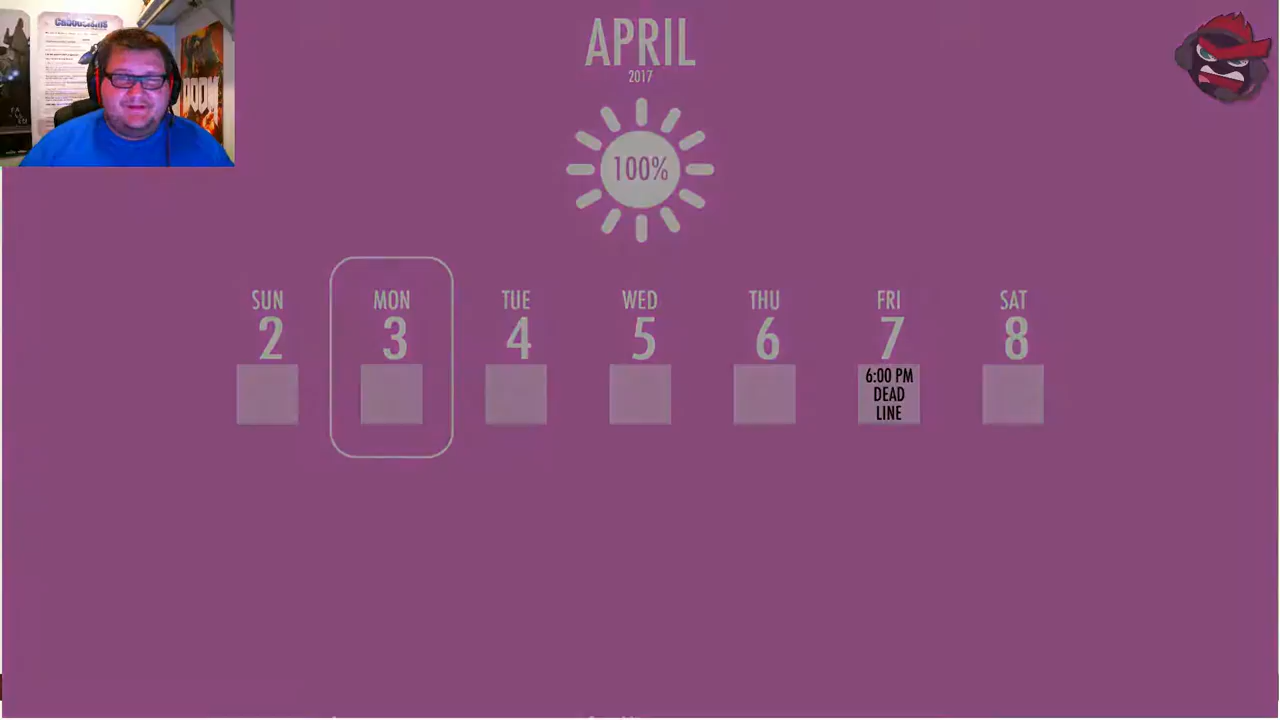 APRIL
2017
100%
SUN MON TUE WED THU FRI SAT
2 3 4 5 6 7 8
6:00 PM
DEAD
LINE
DOOM